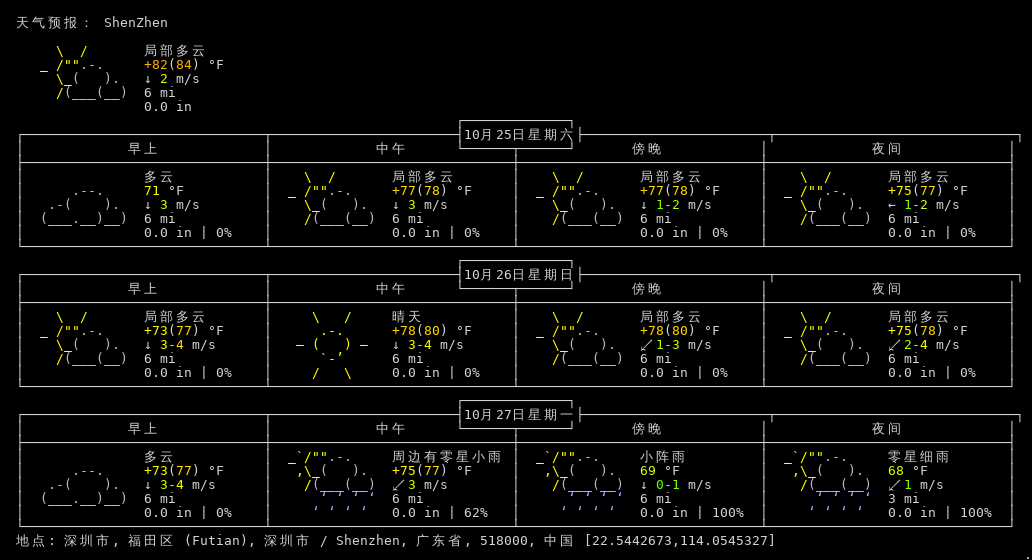 天气预报： ShenZhen
局部多云
+82(84) °F
↓ 2 m/s
6 mi
0.0 in
10月25日星期六
早上 中午 傍晚 夜间
多云 局部多云 局部多云 局部多云
71 °F +77(78) °F +77(78) °F +75(77) °F
↓ 3 m/s ↓ 3 m/s ↓ 1-2 m/s ← 1-2 m/s
6 mi 6 mi 6 mi 6 mi
0.0 in | 0% 0.0 in | 0% 0.0 in | 0% 0.0 in | 0%
10月26日星期日
早上 中午 傍晚 夜间
局部多云 晴天 局部多云 局部多云
+73(77) °F +78(80) °F +78(80) °F +75(78) °F
↓ 3-4 m/s ↓ 3-4 m/s ↙ 1-3 m/s ↙ 2-4 m/s
6 mi 6 mi 6 mi 6 mi
0.0 in | 0% 0.0 in | 0% 0.0 in | 0% 0.0 in | 0%
10月27日星期一
早上 中午 傍晚 夜间
多云 周边有零星小雨 小阵雨 零星细雨
+73(77) °F +75(77) °F 69 °F 68 °F
↓ 3-4 m/s ↙ 3 m/s ↓ 0-1 m/s ↙ 1 m/s
6 mi 6 mi 6 mi 3 mi
0.0 in | 0% 0.0 in | 62% 0.0 in | 100% 0.0 in | 100%
地点: 深圳市, 福田区 (Futian), 深圳市 / Shenzhen, 广东省, 518000, 中国 [22.5442673,114.0545327]